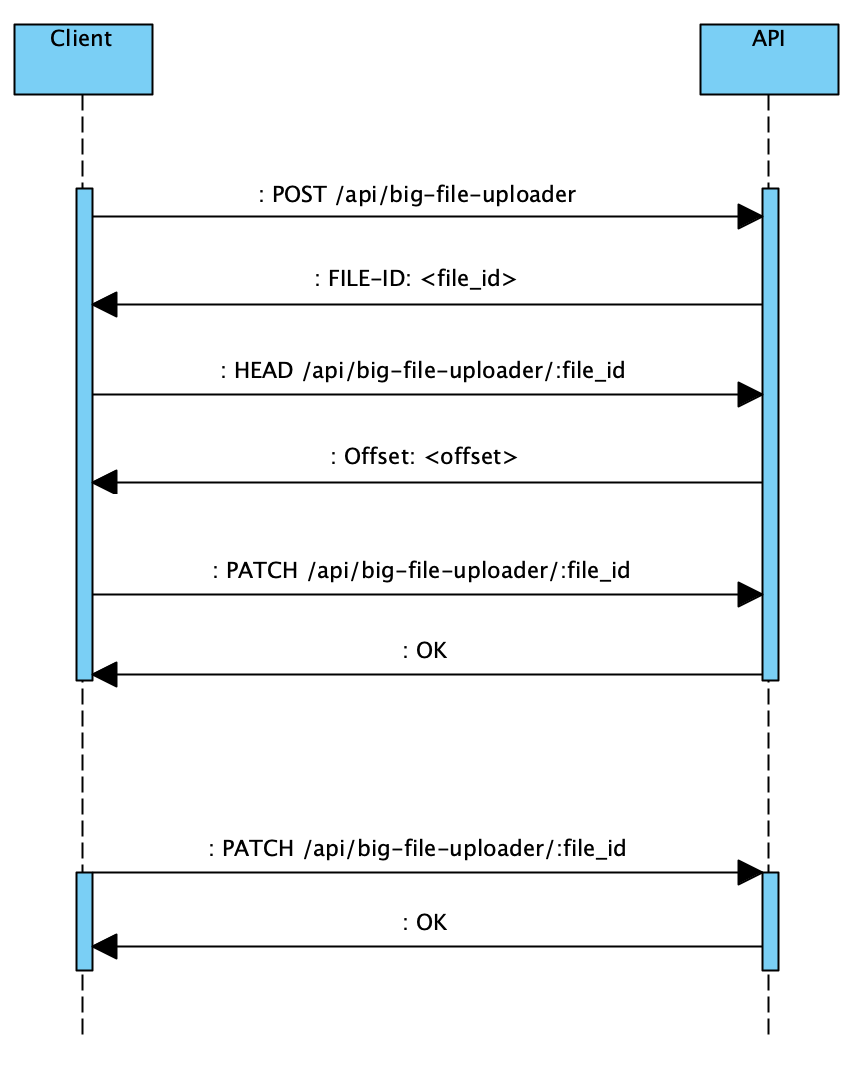 Client
API
: POST /api/big-file-uploader
: FILE-ID: <file_id>
: HEAD /api/big-file-uploader/:file_id
: Offset: <offset>
: PATCH /api/big-file-uploader/:file_id
: OK
: PATCH /api/big-file-uploader/:file_id
: OK